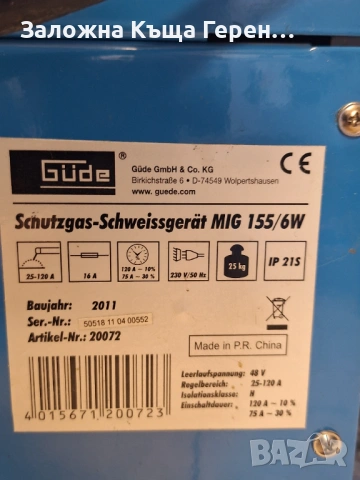 Заложна Къща Герен...
Güde ®
Güde GmbH & Co. KG
Birkichstraße 6 • D-74549 Wolpertshausen
www. guede.com
CE
Schutzgas-Schweissgerät MIG 155/6W
25-120 A
16 A
120 A - 10%
75 A - 30 %
230 V/50 Hz
25 kg
IP 21S
Baujahr: 2011
Ser.-Nr.: 50518 11 04 00552
Artikel-Nr.: 20072
Made in P.R. China
Leerlaufspannung: 48 V
Regelbereich: 25-120 A
Isolationsklasse: H
Einschaltdauer: 120 A - 10 %
75 A - 30 %
4 015671 200723
BAZAR